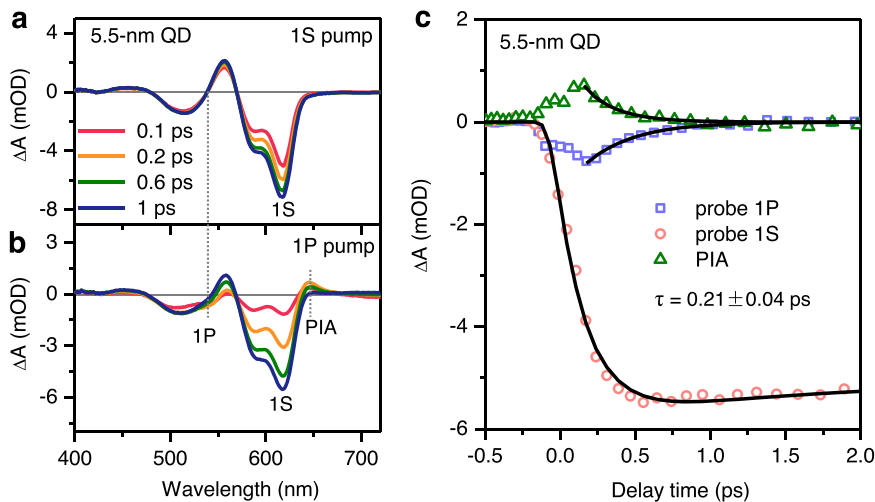 a
5.5-nm QD
1S pump
4
0
-4
-8
ΔA (mOD)
0.1 ps
0.2 ps
0.6 ps
1 ps
1S
b
1P pump
3
0
-3
-6
ΔA (mOD)
1P
PIA
1S
400
500
600
700
Wavelength (nm)
c
5.5-nm QD
2
0
-2
-4
-6
ΔA (mOD)
probe 1P
probe 1S
PIA
τ = 0.21±0.04 ps
-0.5
0.0
0.5
1.0
1.5
2.0
Delay time (ps)